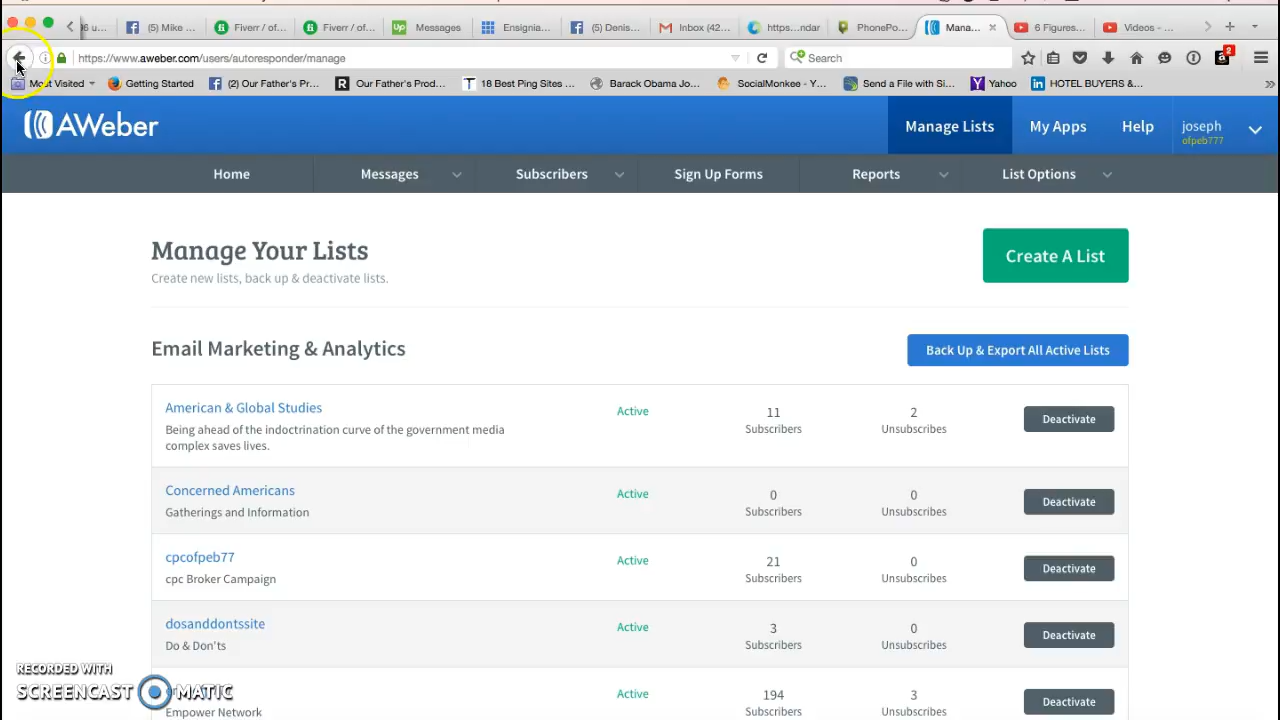 6 u...
(5) Mike ...
Fiverr / of...
Fiverr / of...
Up Messages
Ensignia...
(Denis...
Inbox (42...
https:...ndar
PhonePo...
Mana...
6 Figures...
Videos - ...
https://www.aweber.com/users/autoresponder/manage
Search
2
Most Visited
Getting Started
(2) Our Father's Pr...
Our Father's Prod...
18 Best Ping Sites ...
Barack Obama Jo...
SocialMonkee - Y...
Send a File with Si...
Yahoo
HOTEL BUYERS &...
AWeber
Manage Lists
My Apps
Help
joseph
ofpeb777
Home
Messages
Subscribers
Sign Up Forms
Reports
List Options
Manage Your Lists
Create new lists, back up & deactivate lists.
Create A List
Email Marketing & Analytics
Back Up & Export All Active Lists
American & Global Studies
Being ahead of the indoctrination curve of the government media
complex saves lives.
Active
11
Subscribers
2
Unsubscribes
Deactivate
Concerned Americans
Gatherings and Information
Active
0
Subscribers
0
Unsubscribes
Deactivate
cpcofpeb77
cpc Broker Campaign
Active
21
Subscribers
0
Unsubscribes
Deactivate
dosanddontssite
Do & Don'ts
Active
3
Subscribers
0
Unsubscribes
Deactivate
Empower Network
Active
194
3
Deactivate
RECORDED WITH
SCREENCAST MATIC